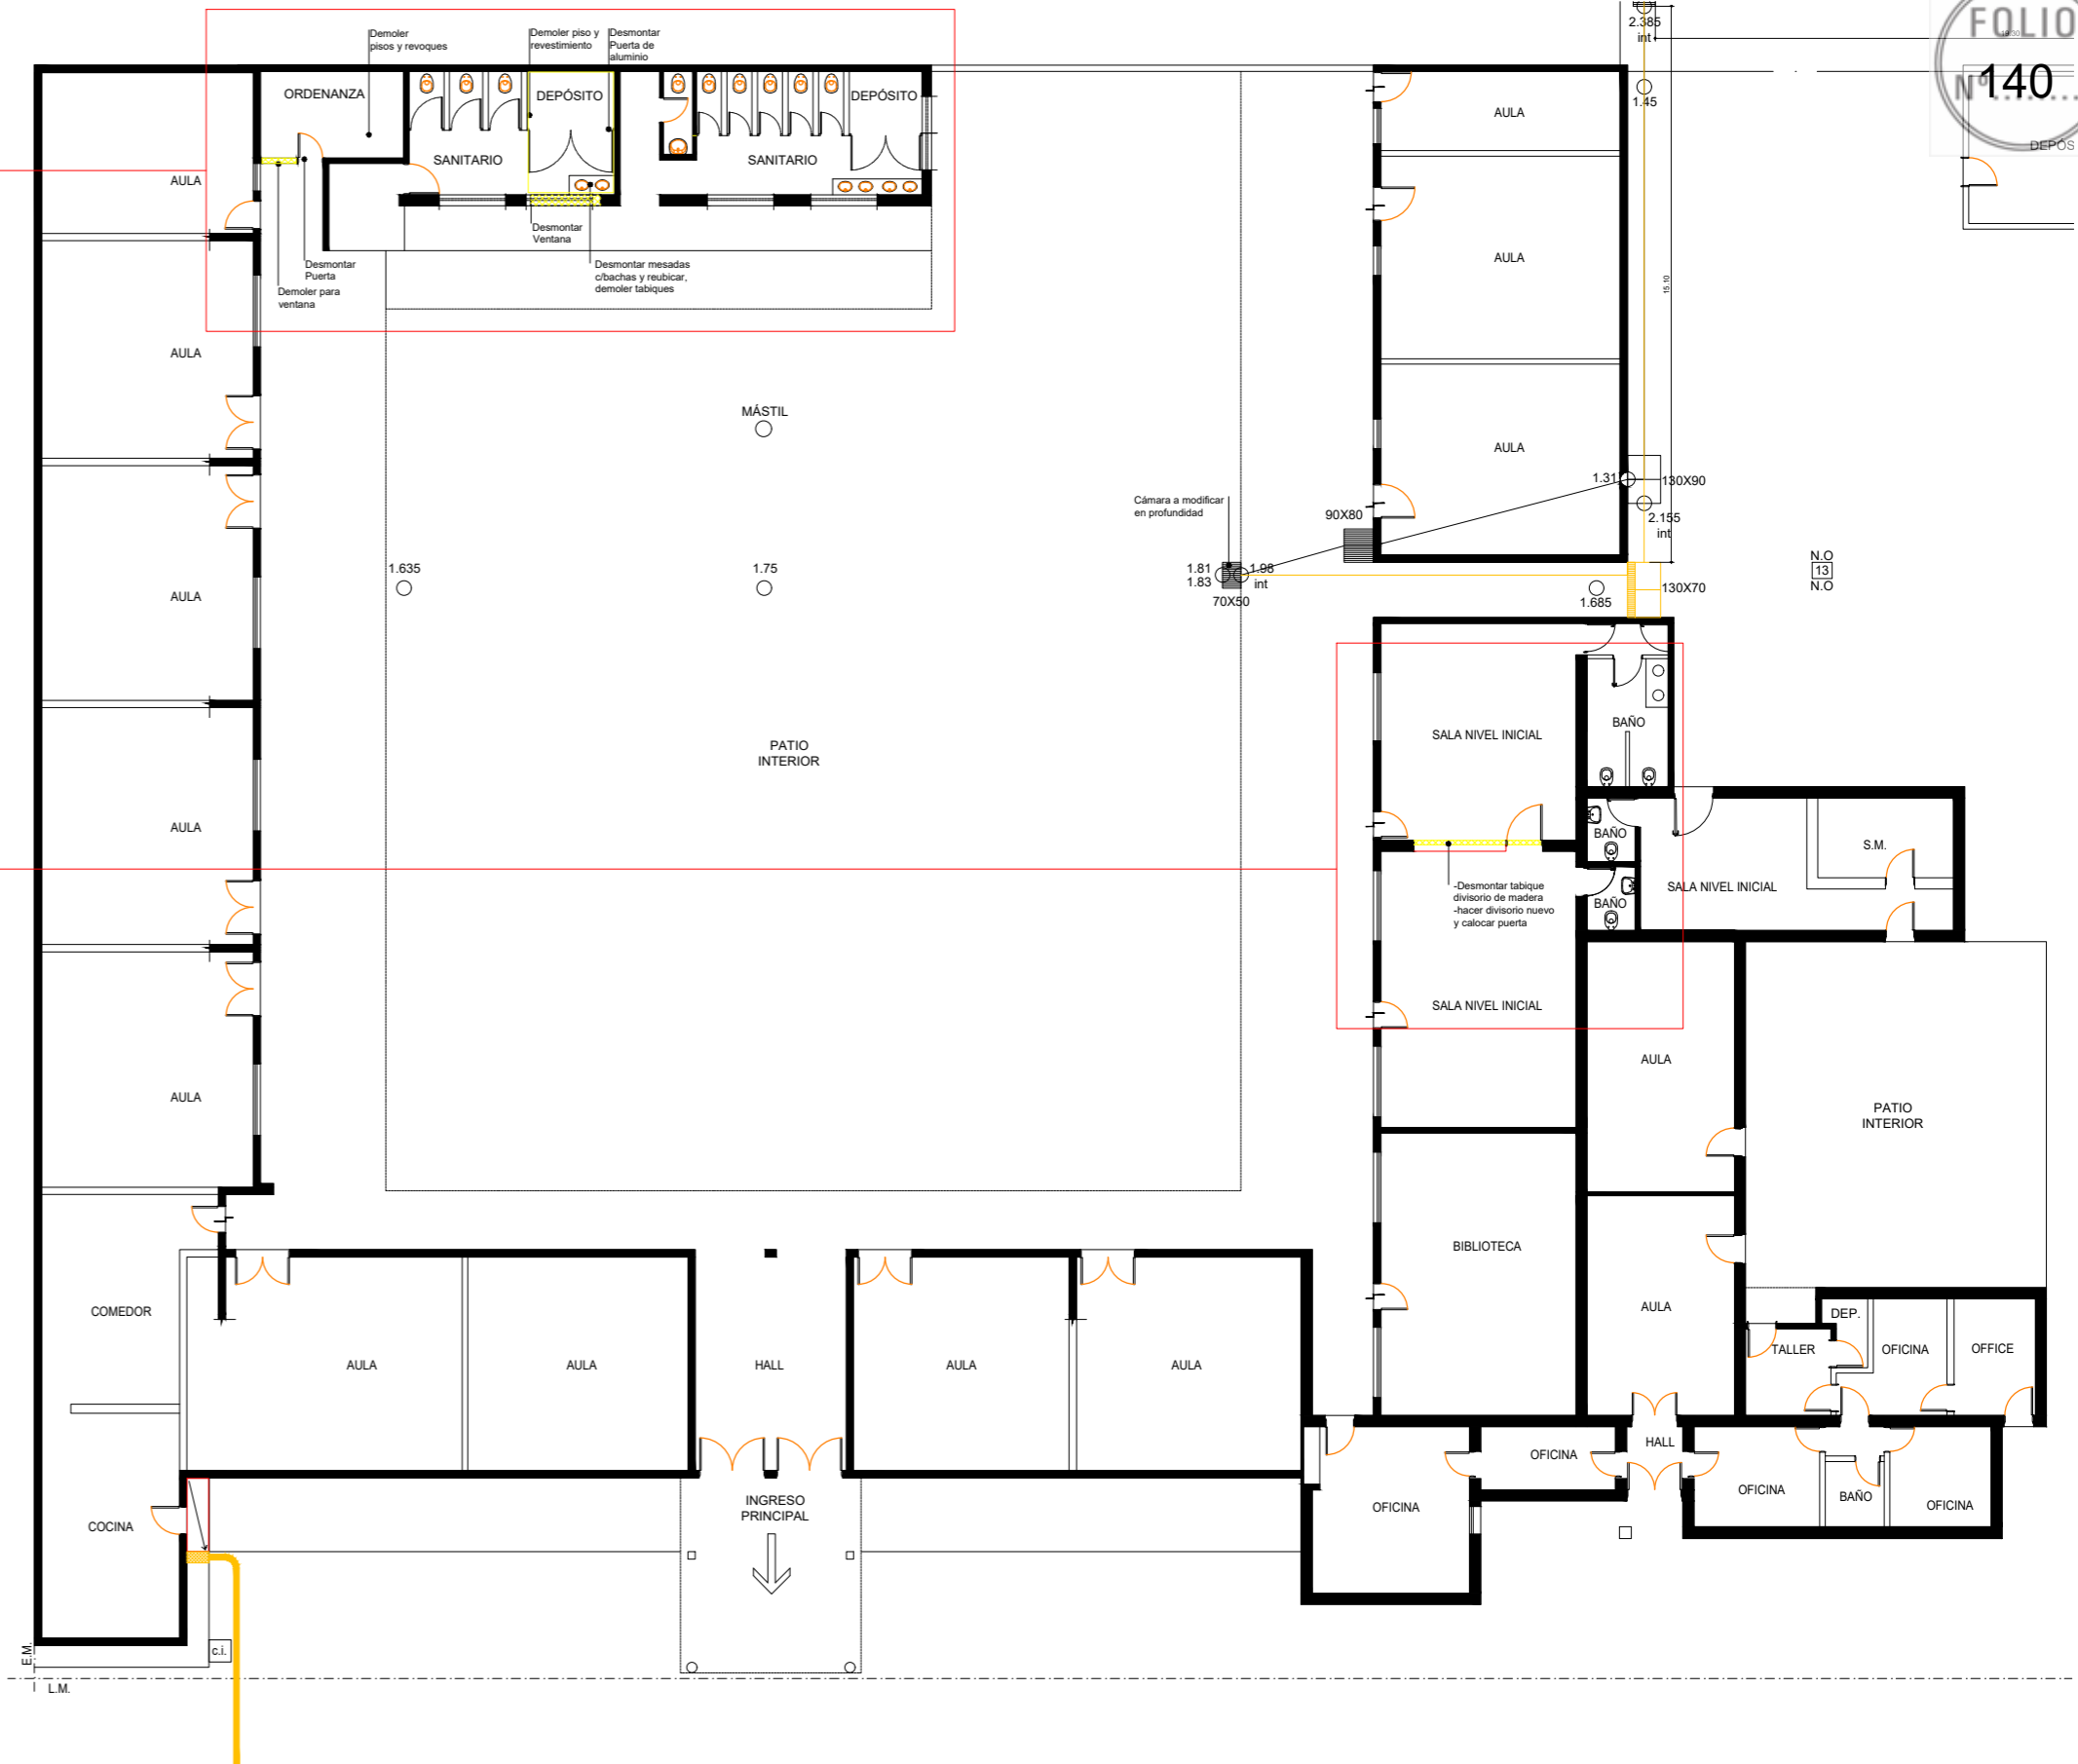 FOLIO
Nº 140
2.385
int
19.00
1.45
DEPÓS
Demoler
pisos y revoques
Demoler piso y
revestimiento
Desmontar
Puerta de
aluminio
ORDENANZA
DEPÓSITO
DEPÓSITO
SANITARIO
SANITARIO
AULA
AULA
Desmontar
Ventana
Desmontar
Puerta
Demoler para
ventana
Desmontar mesadas
c/bachas y reubicar,
demoler tabiques
AULA
15.10
AULA
MÁSTIL
AULA
Cámara a modificar
en profundidad
1.31
130X90
90X80
2.155
int
N.O
13
N.O
1.635
1.75
1.81
1.83
1.98
int
70X50
1.685
130X70
AULA
PATIO
INTERIOR
SALA NIVEL INICIAL
BAÑO
AULA
BAÑO
S.M.
-Desmontar tabique
divisorio de madera
-hacer divisorio nuevo
y calocar puerta
SALA NIVEL INICIAL
BAÑO
SALA NIVEL INICIAL
AULA
AULA
PATIO
INTERIOR
BIBLIOTECA
COMEDOR
AULA
DEP.
TALLER
OFICINA
OFFICE
AULA
AULA
HALL
AULA
AULA
OFICINA
HALL
OFICINA
BAÑO
OFICINA
OFICINA
INGRESO
PRINCIPAL
COCINA
c.i.
E.M.
L.M.